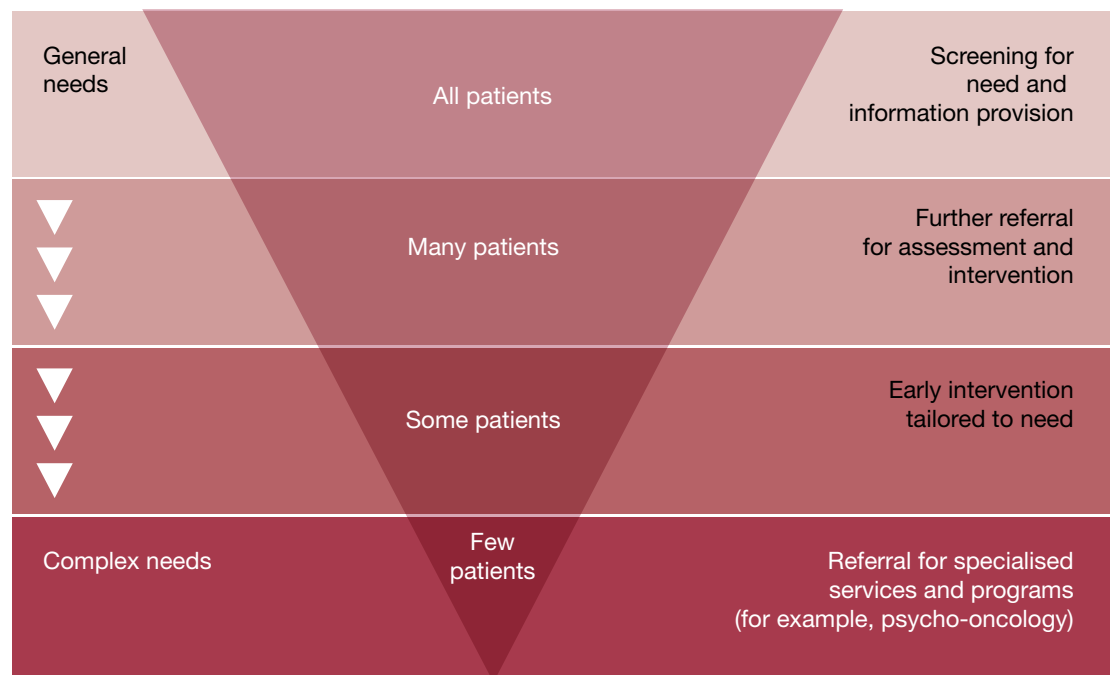 General
needs
All patients
Screening for
need and
information provision
Many patients
Further referral
for assessment and
intervention
Some patients
Early intervention
tailored to need
Complex needs
Few
patients
Referral for specialised
services and programs
(for example, psycho-oncology)